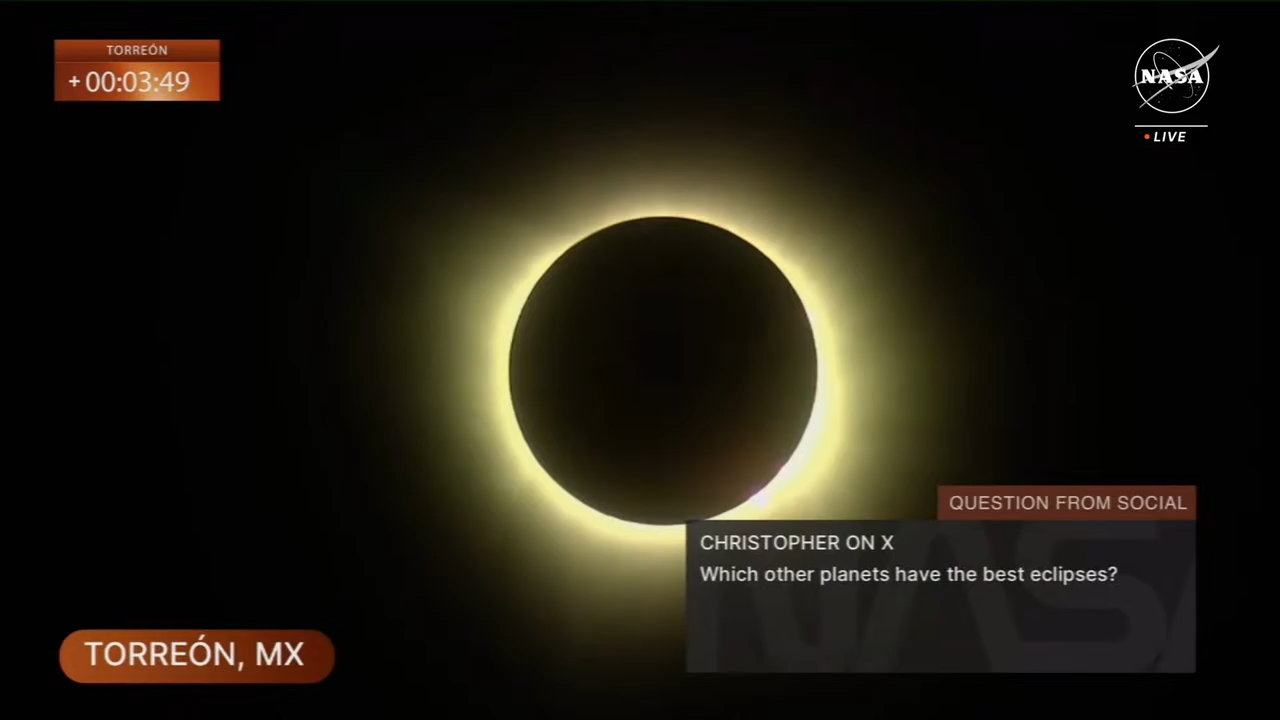 TORREÓN
+ 00:03:49
NASA
• LIVE
QUESTION FROM SOCIAL
CHRISTOPHER ON X
Which other planets have the best eclipses?
NASA
TORREÓN, MX